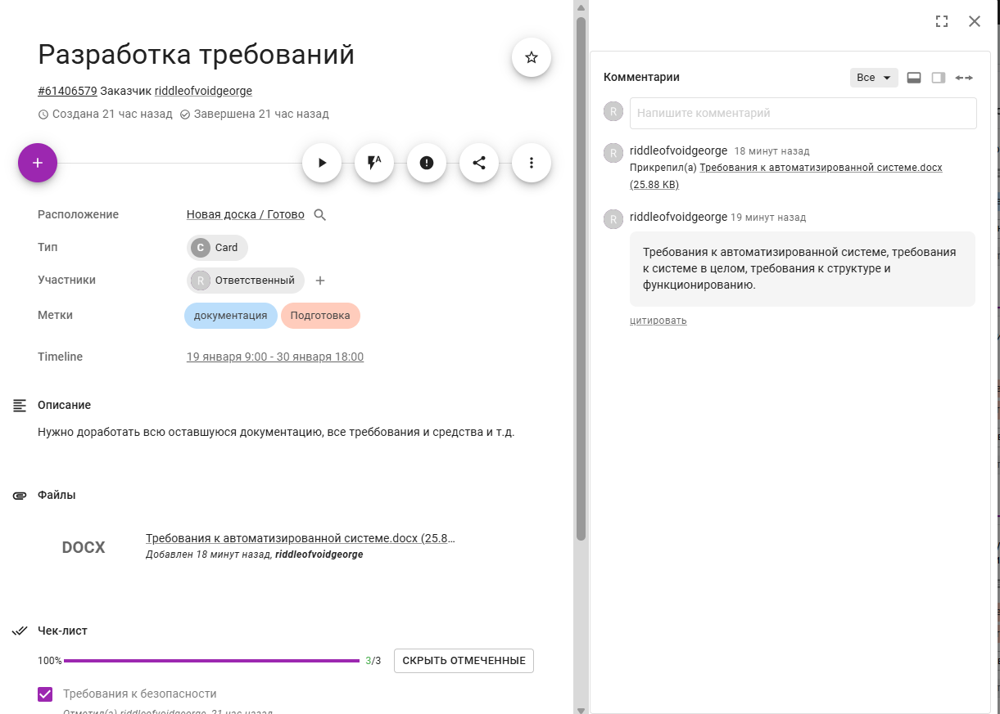 Разработка требований
#61406579 Заказчик riddleofvoidgeorge
Создана 21 час назад Завершена 21 час назад
Расположение Новая доска / Готово
Тип C Card
Участники R Ответственный
Метки документация Подготовка
Timeline 19 января 9:00 - 30 января 18:00
Описание
Нужно доработать всю оставшуюся документацию, все треббования и средства и т.д.
Файлы
DOCX
Требования к автоматизированной системе.docx (25.8…
Добавлен 18 минут назад, riddleofvoidgeorge
Чек-лист
100% 3/3 СКРЫТЬ ОТМЕЧЕННЫЕ
Требования к безопасности
Отметил(а) riddleofvoidgeorge, 21 час назад
Комментарии Все
R Напишите комментарий
R riddleofvoidgeorge 18 минут назад
Прикрепил(а) Требования к автоматизированной системе.docx
(25.88 KB)
R riddleofvoidgeorge 19 минут назад
Требования к автоматизированной системе, требования
к системе в целом, требования к структуре и
функционированию.
цитировать